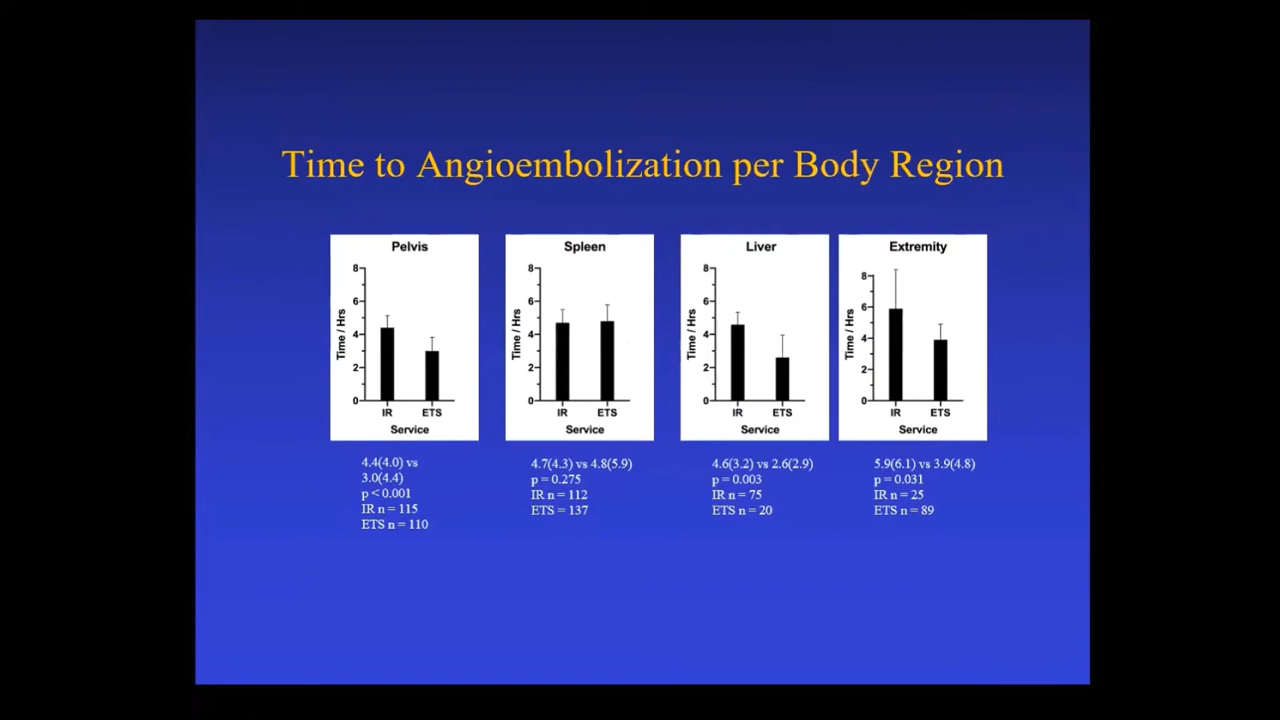 Time to Angioembolization per Body Region
Pelvis
8
6
4
2
0
Time / Hrs
IR
ETS
Service
4.4(4.0) vs
3.0(4.4)
p < 0.001
IR n = 115
ETS n = 110
Spleen
8
6
4
2
0
Time / Hrs
IR
ETS
Service
4.7(4.3) vs 4.8(5.9)
p = 0.275
IR n = 112
ETS = 137
Liver
8
6
4
2
0
Time / Hrs
IR
ETS
Service
4.6(3.2) vs 2.6(2.9)
p = 0.003
IR n = 75
ETS n = 20
Extremity
8
6
4
2
0
Time / Hrs
IR
ETS
Service
5.9(6.1) vs 3.9(4.8)
p = 0.031
IR n = 25
ETS n = 89